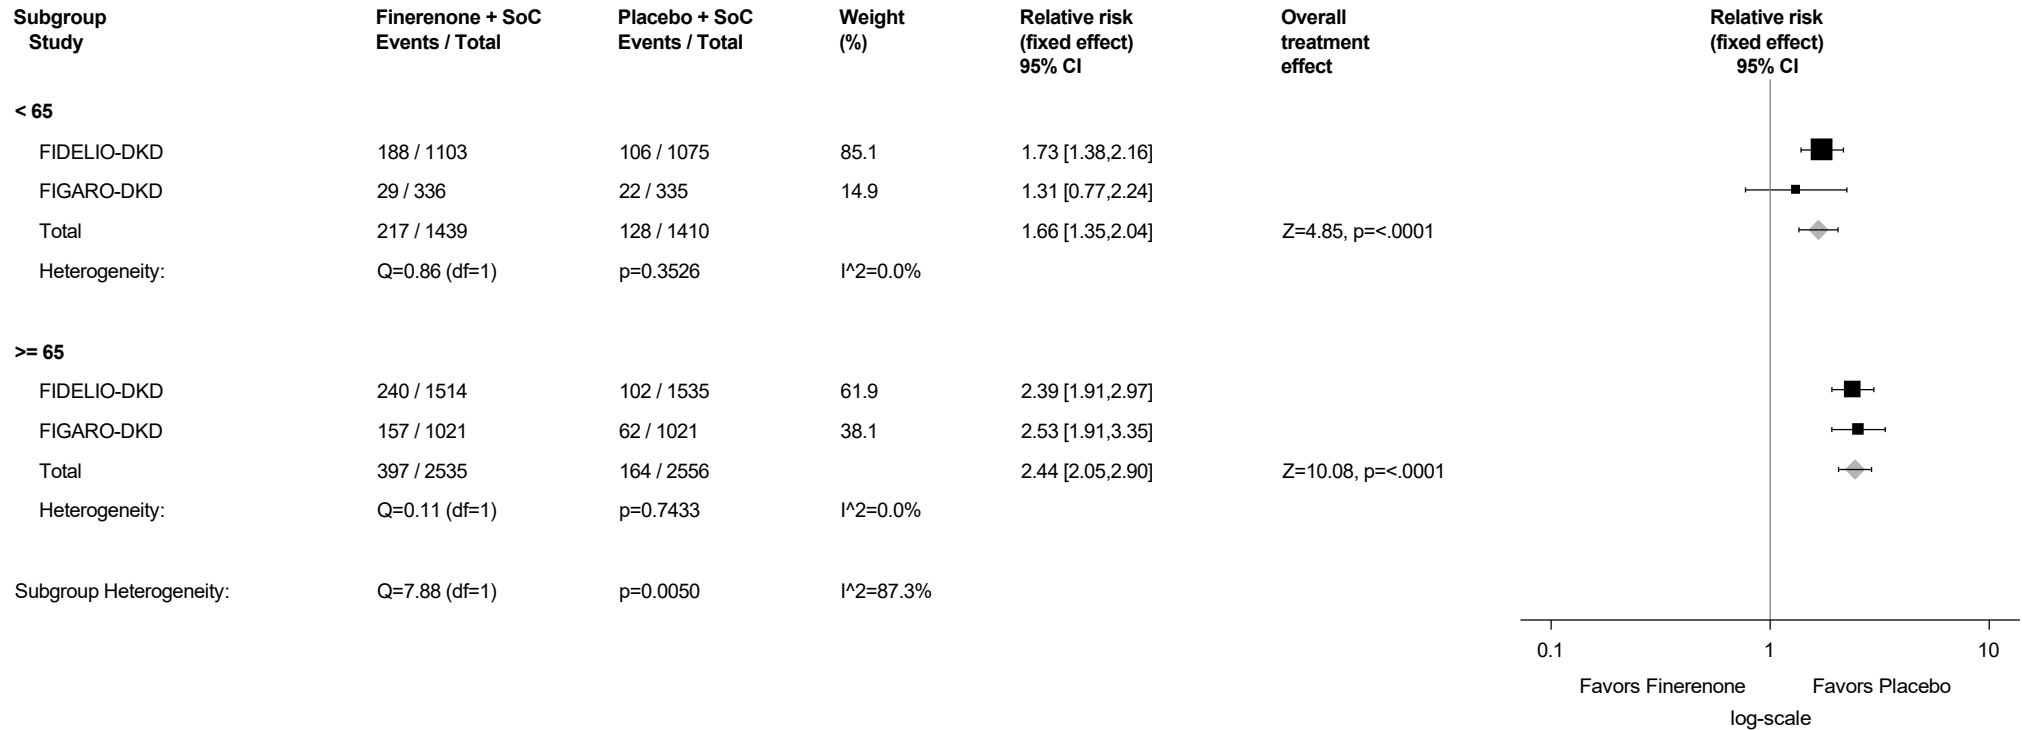 Subgroup Finerenone + SoC Placebo + SoC Weight Relative risk Overall Relative risk
Study Events / Total Events / Total (%) (fixed effect) treatment (fixed effect)
95% CI effect 95% CI
< 65
FIDELIO-DKD 188 / 1103 106 / 1075 85.1 1.73 [1.38,2.16]
FIGARO-DKD 29 / 336 22 / 335 14.9 1.31 [0.77,2.24]
Total 217 / 1439 128 / 1410 1.66 [1.35,2.04] Z=4.85, p=<.0001
Heterogeneity: Q=0.86 (df=1) p=0.3526 I^2=0.0%
>= 65
FIDELIO-DKD 240 / 1514 102 / 1535 61.9 2.39 [1.91,2.97]
FIGARO-DKD 157 / 1021 62 / 1021 38.1 2.53 [1.91,3.35]
Total 397 / 2535 164 / 2556 2.44 [2.05,2.90] Z=10.08, p=<.0001
Heterogeneity: Q=0.11 (df=1) p=0.7433 I^2=0.0%
Subgroup Heterogeneity: Q=7.88 (df=1) p=0.0050 I^2=87.3%
0.1 1 10
Favors Finerenone Favors Placebo
log-scale